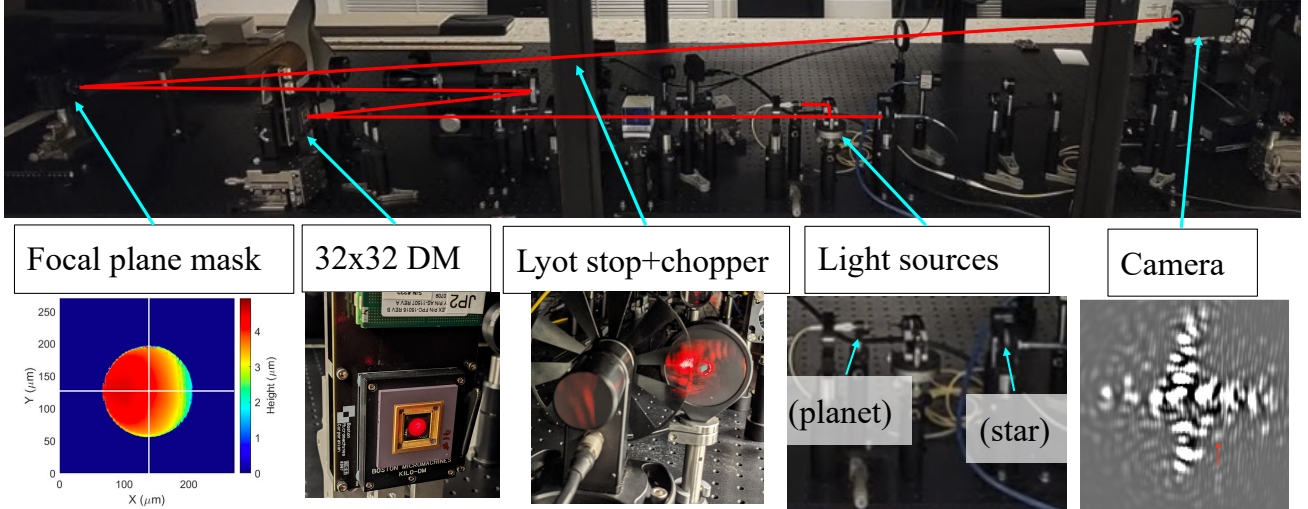 Focal plane mask
32x32 DM
Lyot stop+chopper
Light sources
Camera
250
200
150
100
50
0
Y (μm)
0
100
200
X (μm)
4
3
2
1
0
Height (μm)
JP2
BOSTON MICROMACHINES
KILO-DM
(planet)
(star)